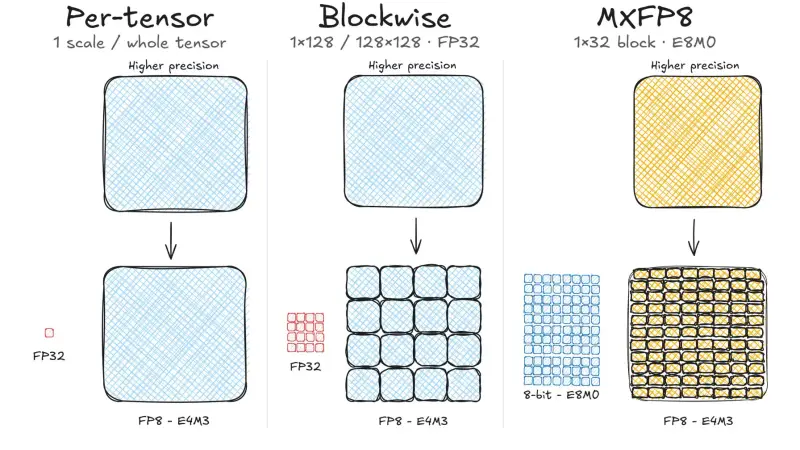 Per-tensor
1 scale / whole tensor
Higher precision
FP32
FP8 - E4M3
Blockwise
1×128 / 128×128 · FP32
Higher precision
FP32
FP8 - E4M3
MXFP8
1×32 block · E8M0
Higher precision
8-bit - E8M0
FP8 - E4M3